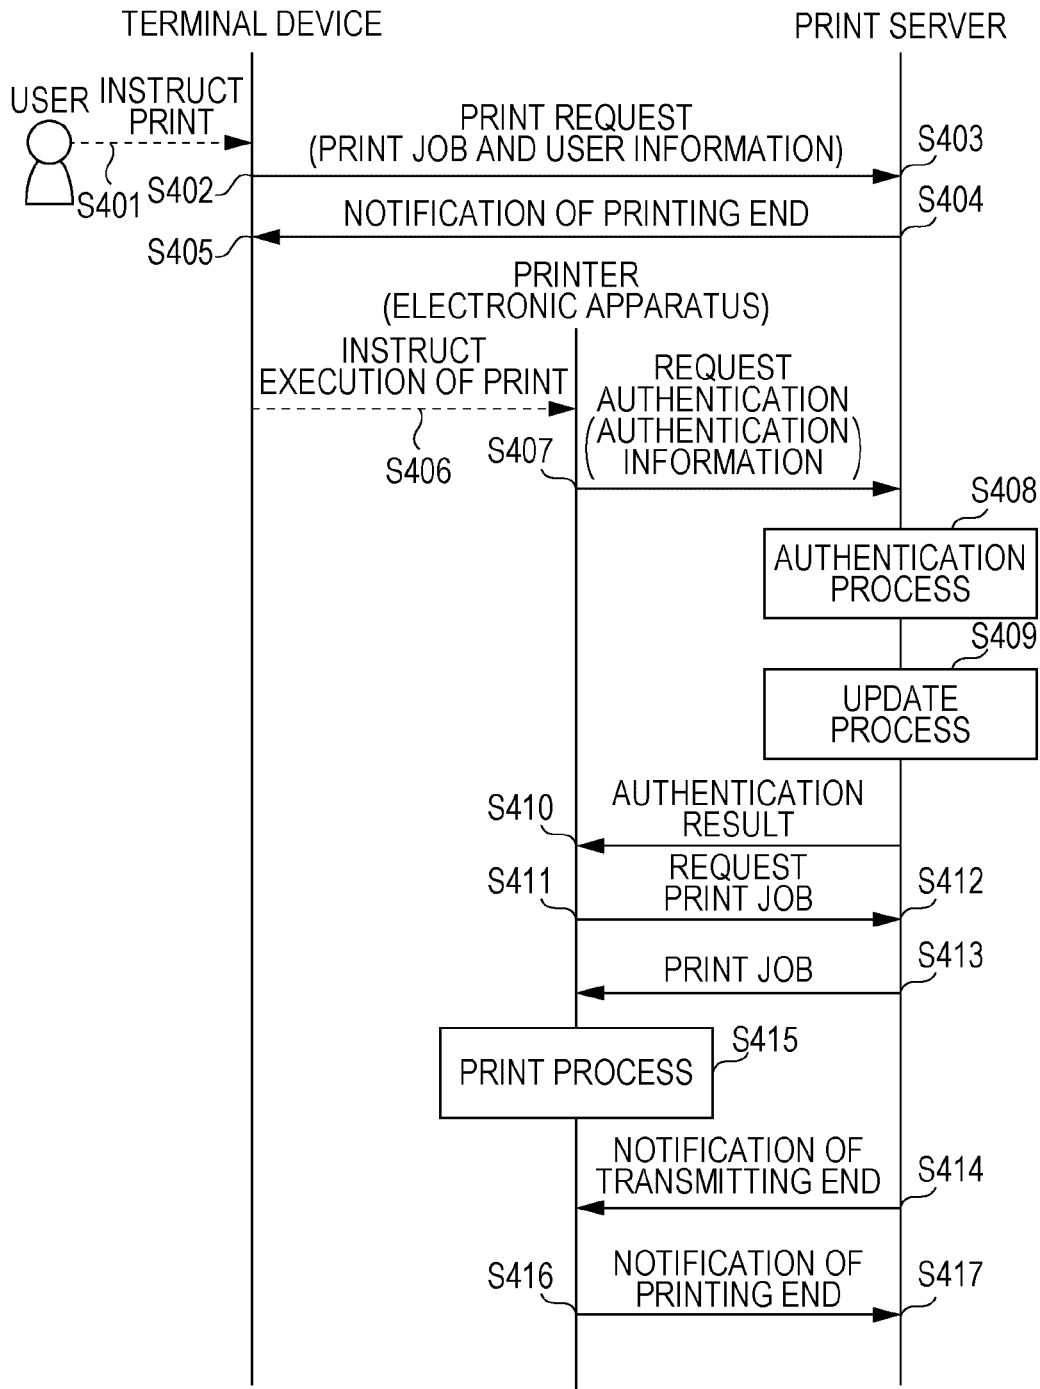 TERMINAL DEVICE
PRINT SERVER
USER
INSTRUCT
PRINT
S401
PRINT REQUEST
(PRINT JOB AND USER INFORMATION)
S402
S403
NOTIFICATION OF PRINTING END
S404
S405
PRINTER
(ELECTRONIC APPARATUS)
INSTRUCT
EXECUTION OF PRINT
S406
REQUEST
AUTHENTICATION
(AUTHENTICATION
INFORMATION)
S407
S408
AUTHENTICATION
PROCESS
S409
UPDATE
PROCESS
AUTHENTICATION
RESULT
S410
REQUEST
PRINT JOB
S411
S412
PRINT JOB
S413
PRINT PROCESS
S415
NOTIFICATION OF
TRANSMITTING END
S414
NOTIFICATION OF
PRINTING END
S416
S417